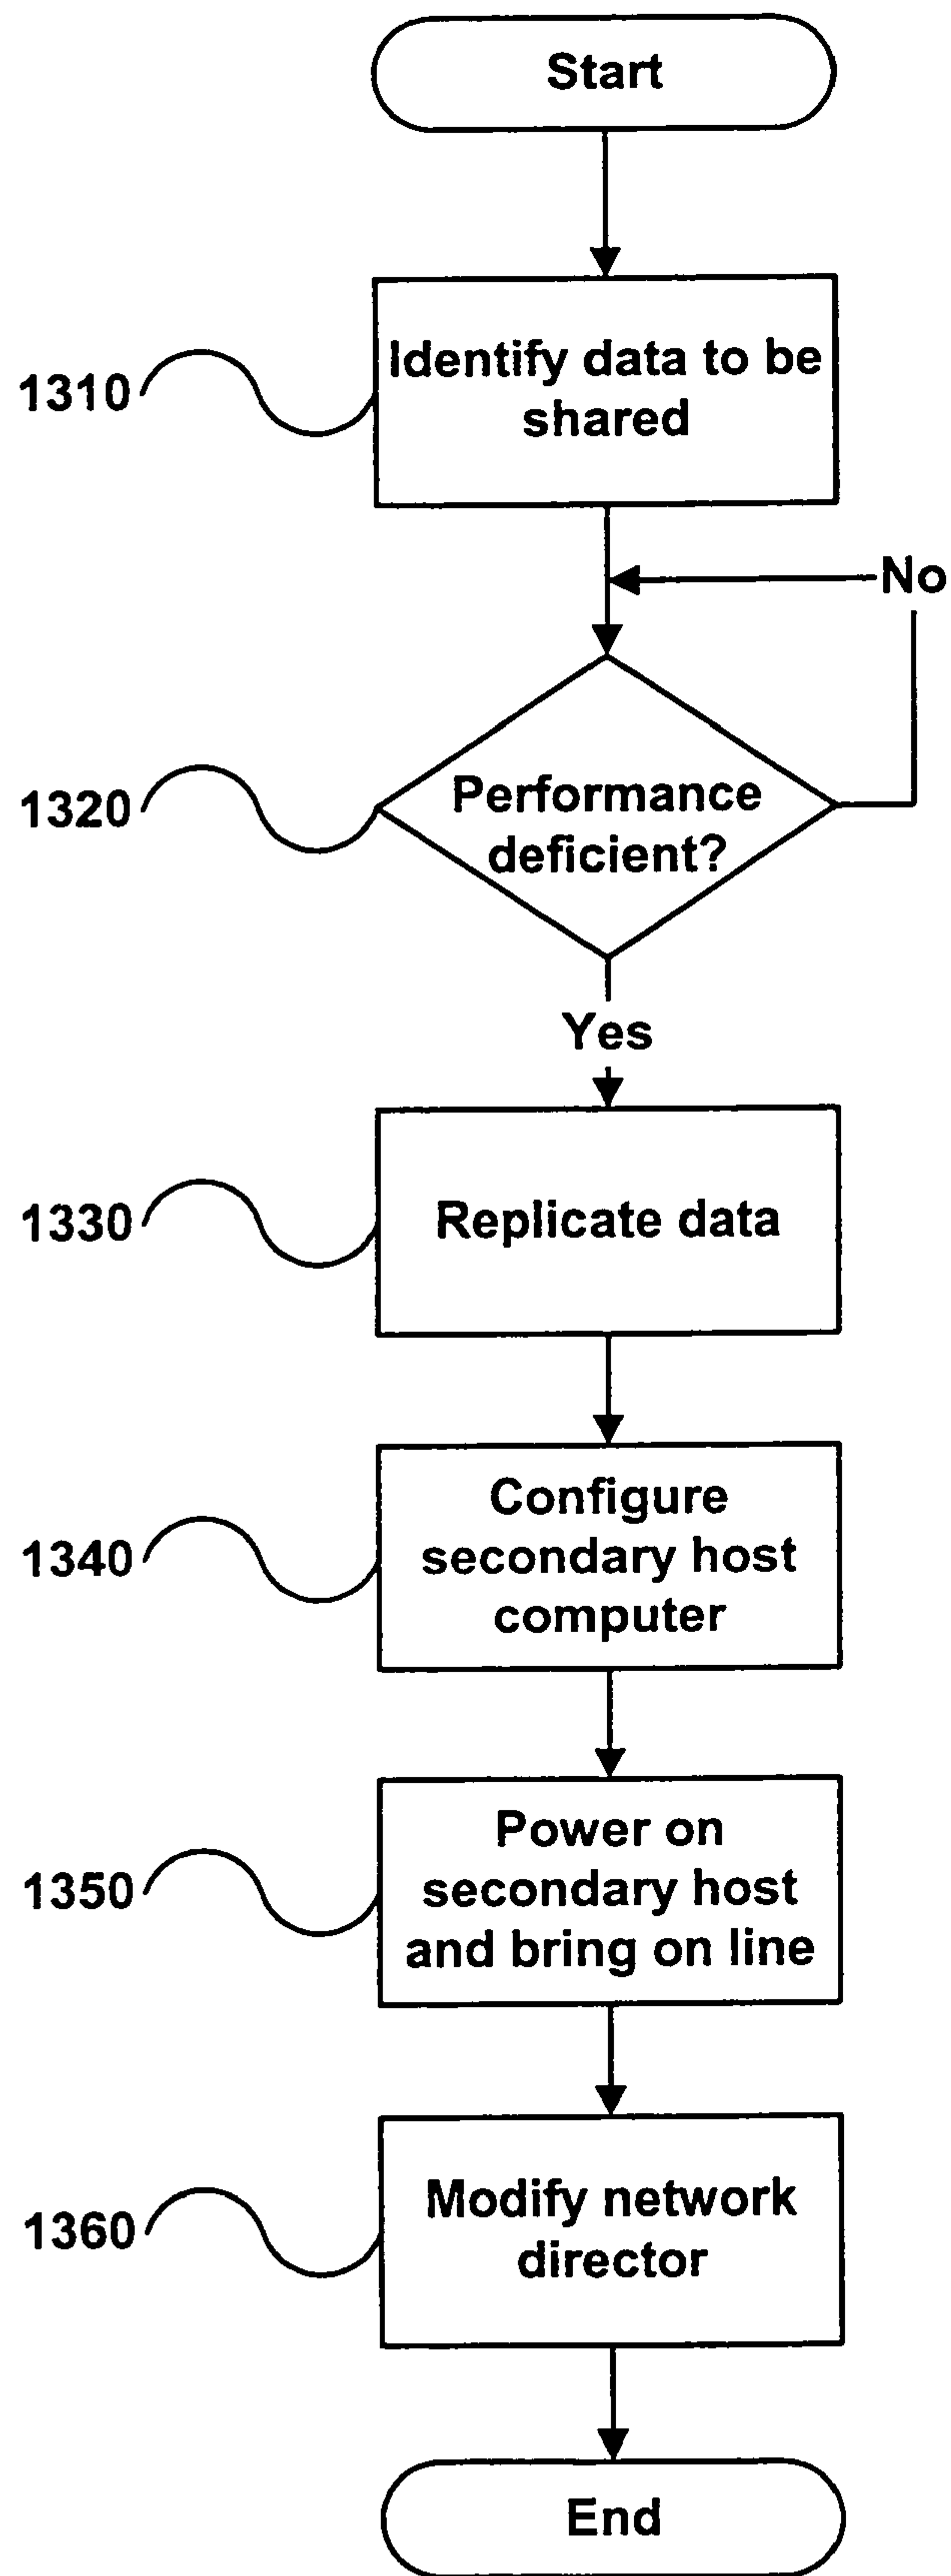 Start
1310
Identify data to be
shared
No
1320
Performance
deficient?
Yes
1330
Replicate data
1340
Configure
secondary host
computer
1350
Power on
secondary host
and bring on line
1360
Modify network
director
End